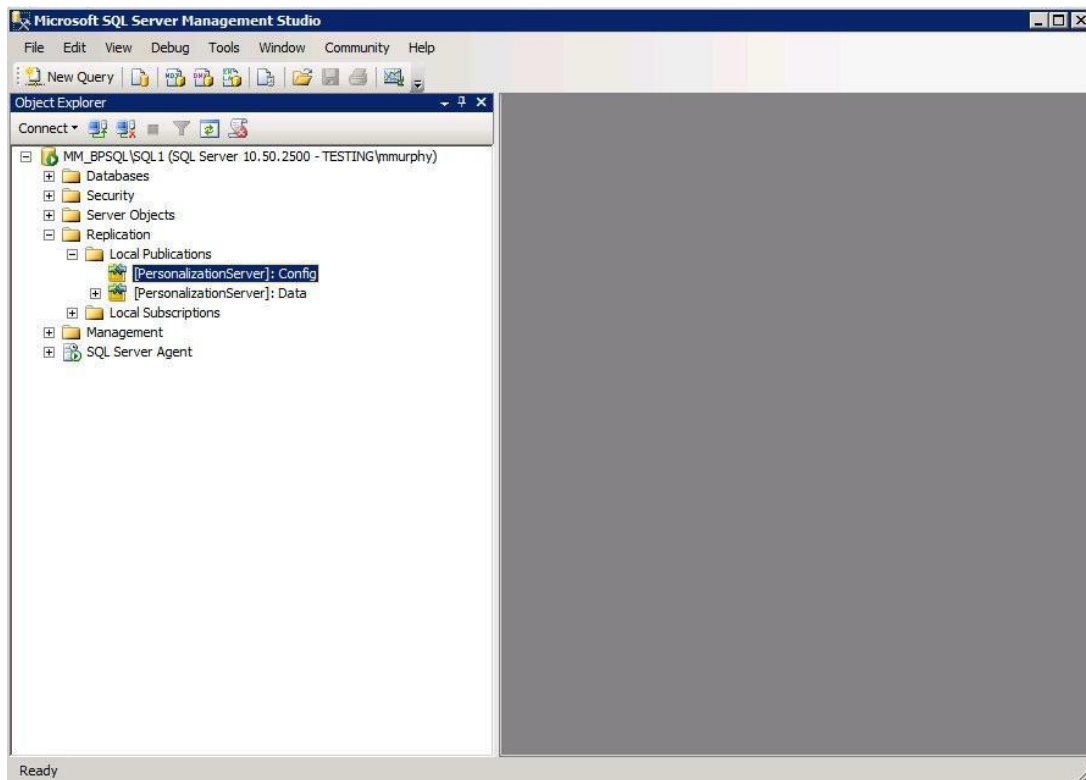 Microsoft SQL Server Management Studio
File Edit View Debug Tools Window Community Help
New Query
Object Explorer
Connect
MM_BPSQL\SQL1 (SQL Server 10.50.2500 - TESTING\mmurphy)
Databases
Security
Server Objects
Replication
Local Publications
[PersonalizationServer]: Config
[PersonalizationServer]: Data
Local Subscriptions
Management
SQL Server Agent
Ready